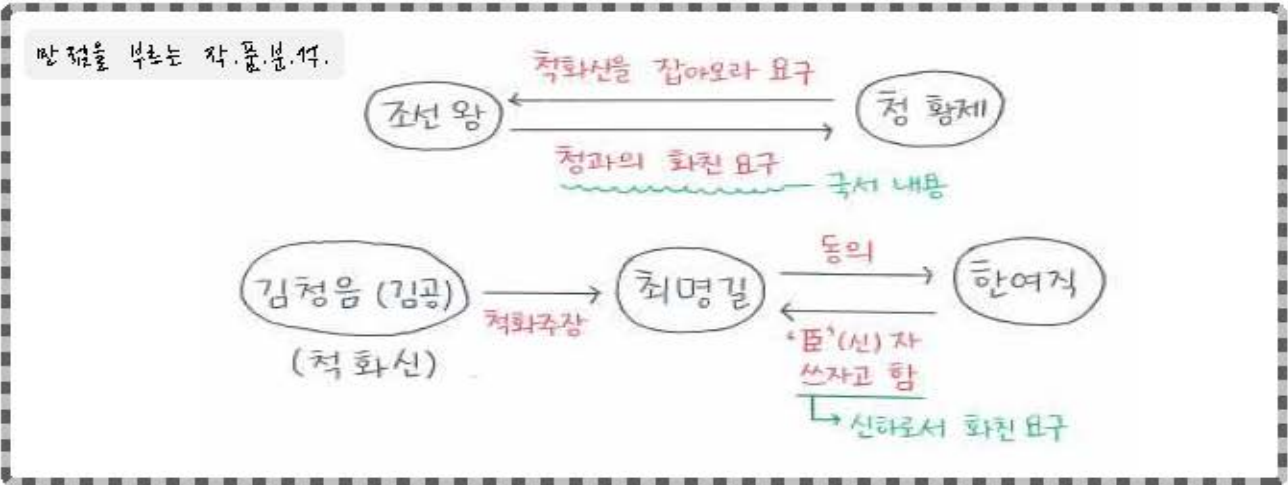 만점을 부르는 작.품.분.석.
척화신을 잡아오라 요구
조선 왕
청 황제
청과의 화친 요구
국서 내용
김청음 (김공)
척화주장
(척화신)
최명길
동의
한여직
'臣'(신) 자
쓰자고 함
신하로서 화친 요구